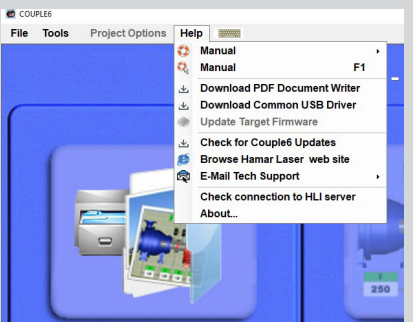 COUPLE6
File Tools Project Options Help
Manual
Manual F1
Download PDF Document Writer
Download Common USB Driver
Update Target Firmware
Check for Couple6 Updates
Browse Hamar Laser web site
E-Mail Tech Support
Check connection to HLI server
About...
F
250